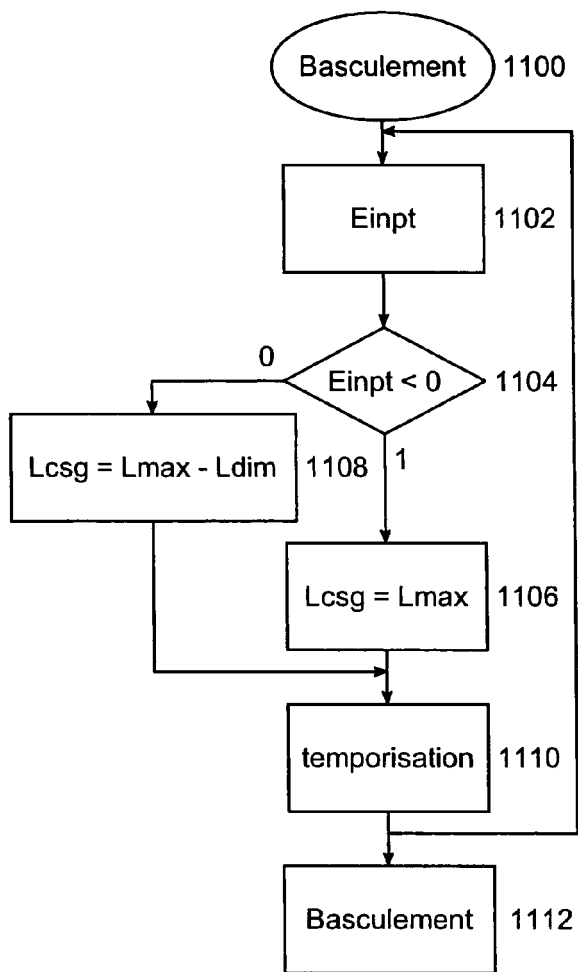 Basculement 1100
Einpt 1102
0
Einpt < 0 1104
Lcsg = Lmax - Ldim 1108
1
Lcsg = Lmax 1106
temporisation 1110
Basculement 1112